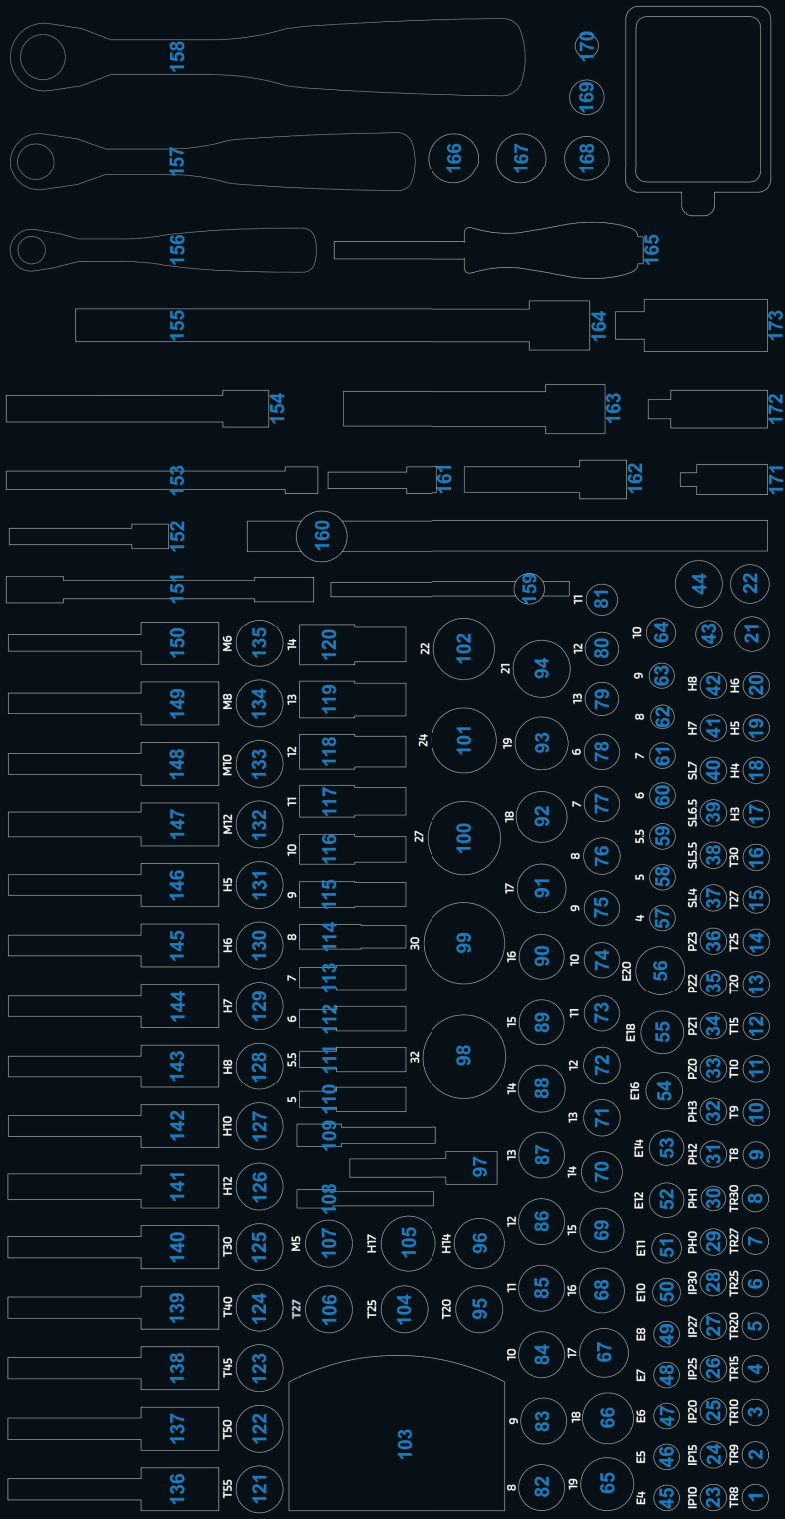 136 137 138 139 140 141 142 143 144 145 146 147 148 149 150 151 152 153 155 156 157 158
T55 T50 T45 T40 T30 H12 H10 H8 H7 H6 H5 M12 M10 M8 M6
121 122 123 124 125 126 127 128 129 130 131 132 133 134 135 154
T27 M5 5 5.5 6 7 8 9 10 11 12 13 14
106 107 108 109 110 111 112 113 114 115 116 117 118 119 120 160
T25 H17
103 104 105
32 30 27 24 22
161
T20 H14
95 96 97 98 99 100 101 102 166
8 9 10 11 12 13 14 15 16 17 18 19 21
82 83 84 85 86 87 88 89 90 91 92 93 94 159 167
19 18 17 16 15 14 13 12 11 10 9 8 7 6 13 12 11
65 66 67 68 69 70 71 72 73 74 75 76 77 78 79 80 81 163 164 168 169 170
E4 E5 E6 E7 E8 E10 E11 E12 E14 E16 E18 E20 4 5 5.5 6 7 8 9 10
45 46 47 48 49 50 51 52 53 54 55 56 57 58 59 60 61 62 63 64 162 165
IP10 IP15 IP20 IP25 IP27 IP30 PH0 PH1 PH2 PH3 PZ0 PZ1 PZ2 PZ3 SL4 SL5.5 SL6.5 SL7 H7 H8
23 24 25 26 27 28 29 30 31 32 33 34 35 36 37 38 39 40 41 42 43 44
TR8 TR9 TR10 TR15 TR20 TR25 TR27 TR30 T8 T9 T10 T15 T20 T25 T27 T30 H3 H4 H5 H6
1 2 3 4 5 6 7 8 9 10 11 12 13 14 15 16 17 18 19 20 21 22 171 172 173